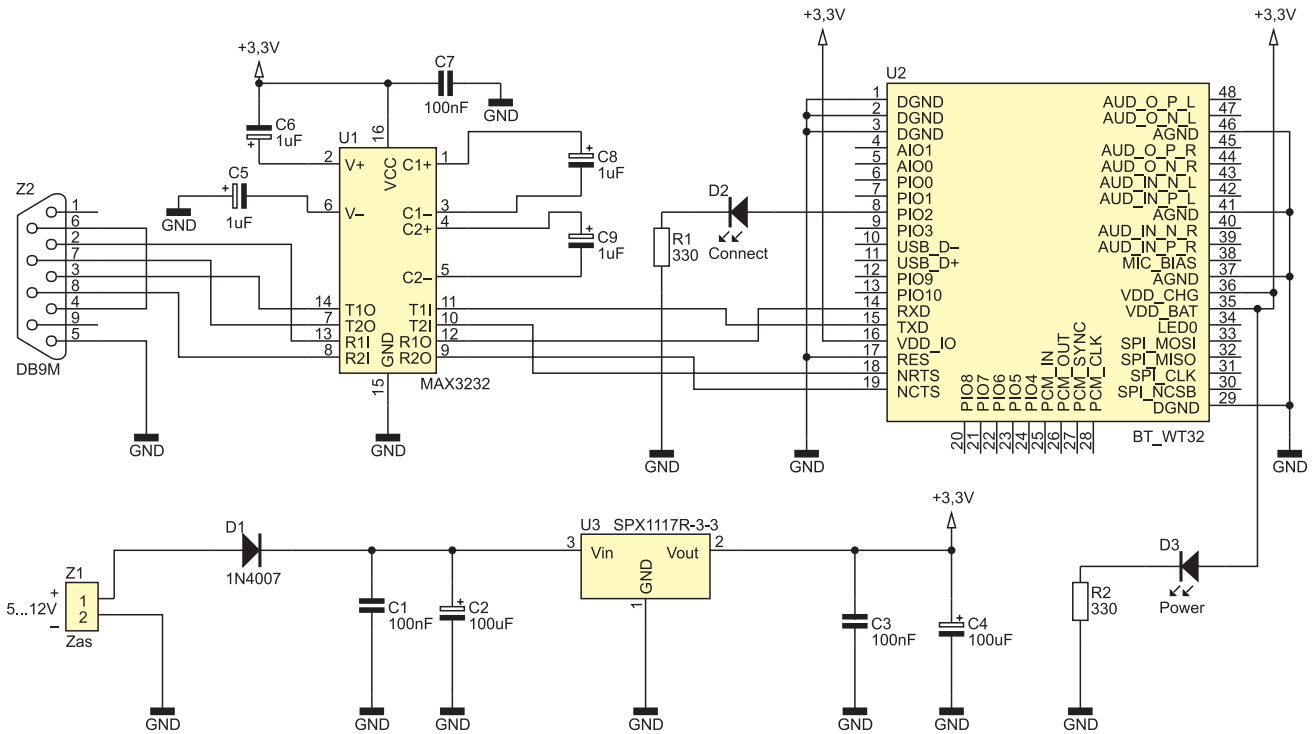 +3,3V
C7
100nF
GND
C6
1uF
U1
16
VCC
2
V+
C1+
1
C8
1uF
C5
1uF
GND
6
V–
C1–
3
C2+
4
C9
1uF
C2–
5
14
T1O
T1I
11
7
T2O
T2I
10
13
R1I
R1O
12
8
R2I
R2O
9
GND
15
MAX3232
GND
Z2
1
6
2
7
3
8
4
9
5
DB9M
GND
D2
Connect
R1
330
GND
+3,3V
GND
+3,3V
GND
U2
1
DGND
2
DGND
3
DGND
4
AIO1
5
AIO0
6
PIO0
7
PIO1
8
PIO2
9
PIO3
10
USB_D–
11
USB_D+
12
PIO9
13
PIO10
14
RXD
15
TXD
16
VDD_IO
17
RES
18
NRTS
19
NCTS
PIO8
20
PIO7
21
PIO6
22
PIO5
23
PIO4
24
PCM_IN
25
PCM_OUT
26
PCM_SYNC
27
PCM_CLK
28
AUD_O_P_L
48
AUD_O_N_L
47
AGND
46
AUD_O_P_R
45
AUD_O_N_R
44
AUD_IN_N_L
43
AUD_IN_P_L
42
AGND
41
AUD_IN_N_R
40
AUD_IN_P_R
39
MIC_BIAS
38
AGND
37
VDD_CHG
36
VDD_BAT
35
LED0
34
SPI_MOSI
33
SPI_MISO
32
SPI_CLK
31
SPI_NCSB
30
DGND
29
BT_WT32
Z1
+
5...12V
–
1
2
Zas
GND
D1
1N4007
C1
100nF
GND
C2
100uF
GND
U3 SPX1117R-3-3
3
Vin
Vout
2
GND
1
GND
C3
100nF
GND
+3,3V
C4
100uF
GND
D3
Power
R2
330
GND